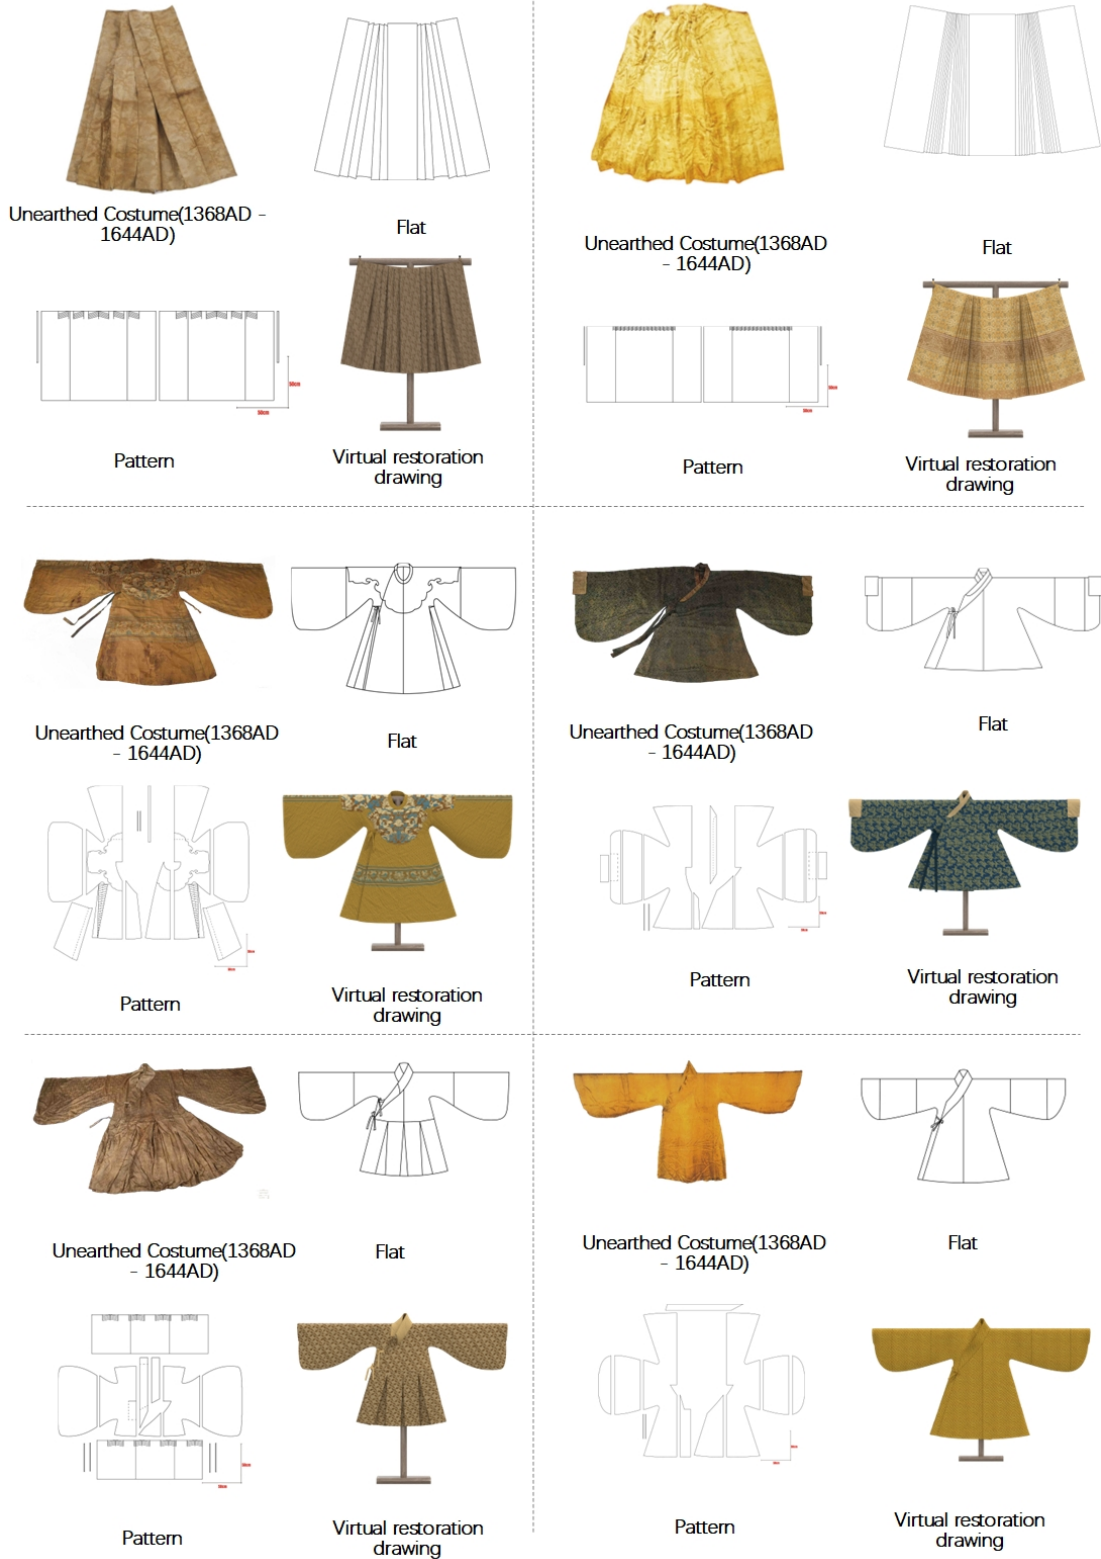 Unearthed Costume(1368AD -
1644AD)
Flat
Pattern
Virtual restoration
drawing
Unearthed Costume(1368AD
- 1644AD)
Flat
Pattern
Virtual restoration
drawing
Unearthed Costume(1368AD
- 1644AD)
Flat
Pattern
Virtual restoration
drawing
Unearthed Costume(1368AD
- 1644AD)
Flat
Pattern
Virtual restoration
drawing
Unearthed Costume(1368AD
- 1644AD)
Flat
Pattern
Virtual restoration
drawing
Unearthed Costume(1368AD
- 1644AD)
Flat
Pattern
Virtual restoration
drawing